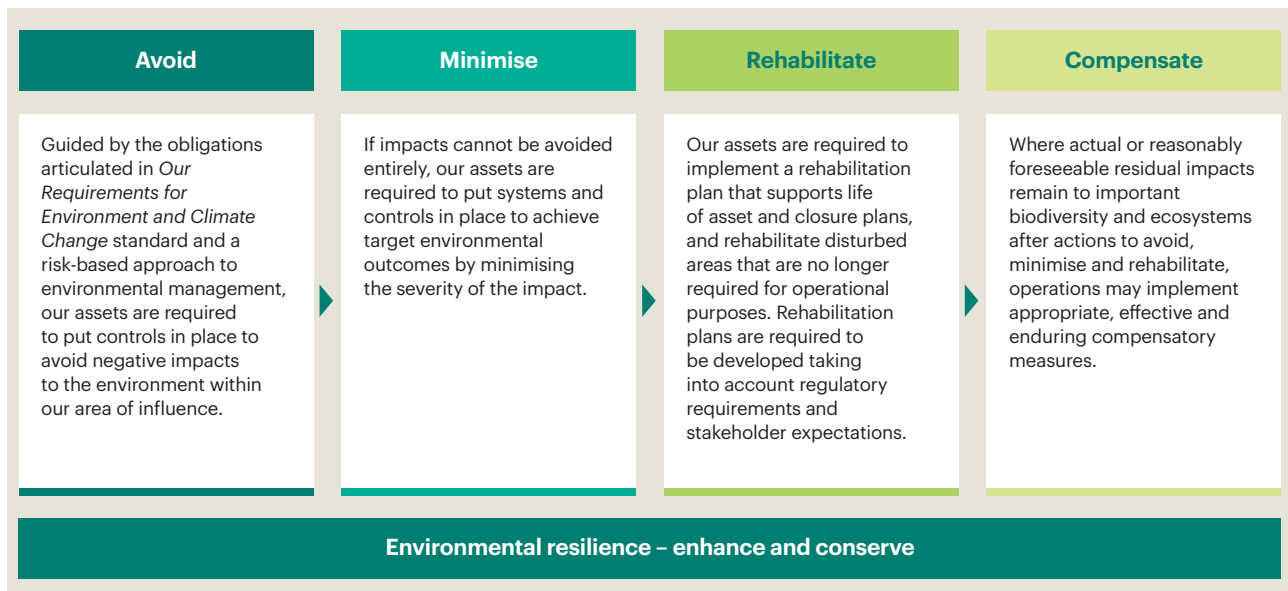 Avoid
Guided by the obligations
articulated in Our
Requirements for
Environment and Climate
Change standard and a
risk-based approach to
environmental management,
our assets are required
to put controls in place to
avoid negative impacts
to the environment within
our area of influence.
Minimise
If impacts cannot be avoided
entirely, our assets are
required to put systems and
controls in place to achieve
target environmental
outcomes by minimising
the severity of the impact.
Rehabilitate
Our assets are required to
implement a rehabilitation
plan that supports life
of asset and closure plans,
and rehabilitate disturbed
areas that are no longer
required for operational
purposes. Rehabilitation
plans are required to
be developed taking
into account regulatory
requirements and
stakeholder expectations.
Compensate
Where actual or reasonably
foreseeable residual impacts
remain to important
biodiversity and ecosystems
after actions to avoid,
minimise and rehabilitate,
operations may implement
appropriate, effective and
enduring compensatory
measures.
Environmental resilience – enhance and conserve